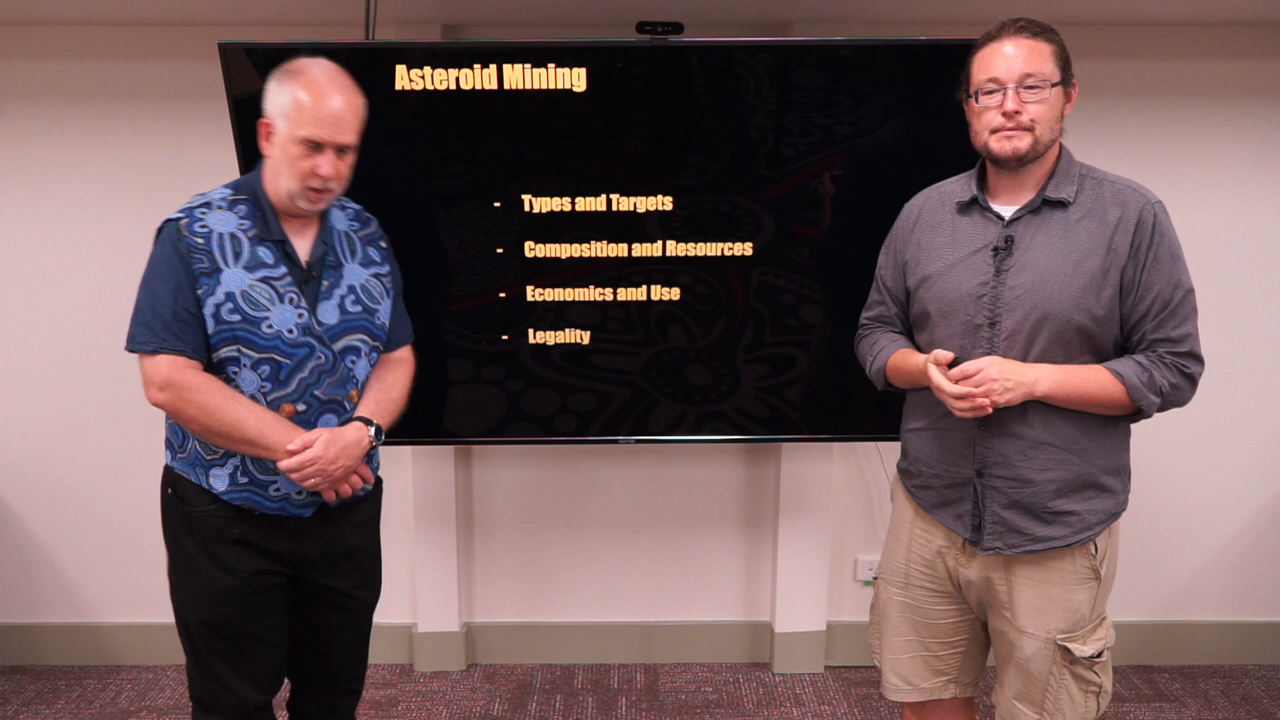 Asteroid Mining
- Types and Targets
- Composition and Resources
- Economics and Use
- Legality